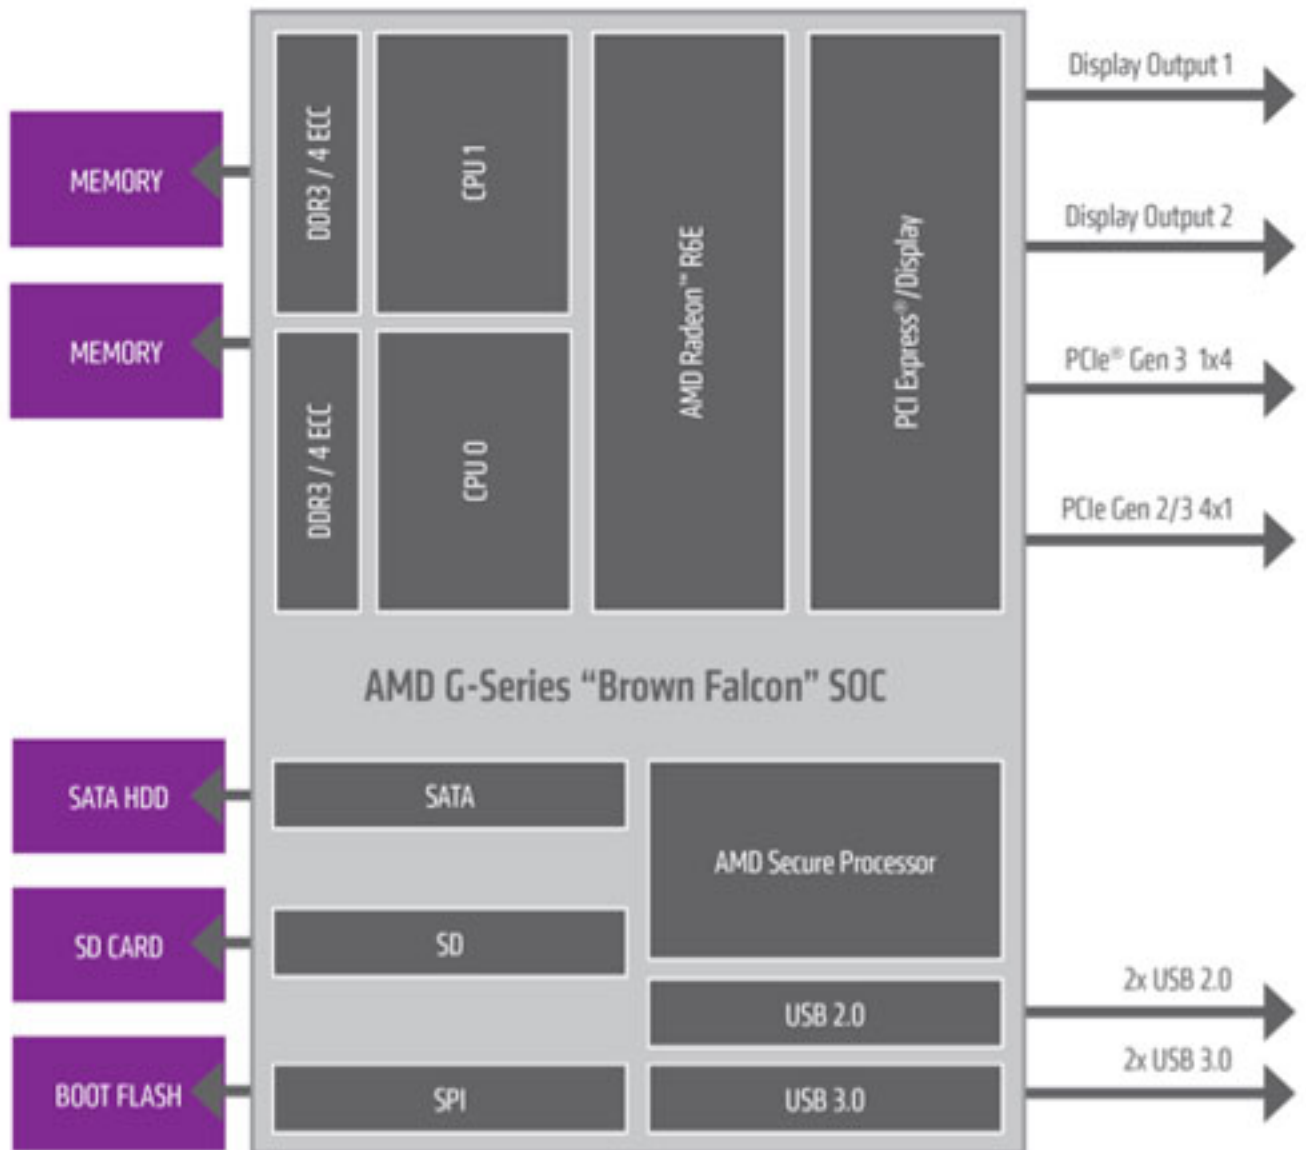 DDR3 / 4 ECC
CPU 1
AMD Radeon™ R6E
PCI Express®/Display
Display Output 1
MEMORY
Display Output 2
MEMORY
PCIe® Gen 3 1x4
DDR3 / 4 ECC
CPU 0
PCIe Gen 2/3 4x1
AMD G-Series “Brown Falcon” SOC
SATA HDD
SATA
AMD Secure Processor
SD CARD
SD
2x USB 2.0
USB 2.0
2x USB 3.0
BOOT FLASH
SPI
USB 3.0